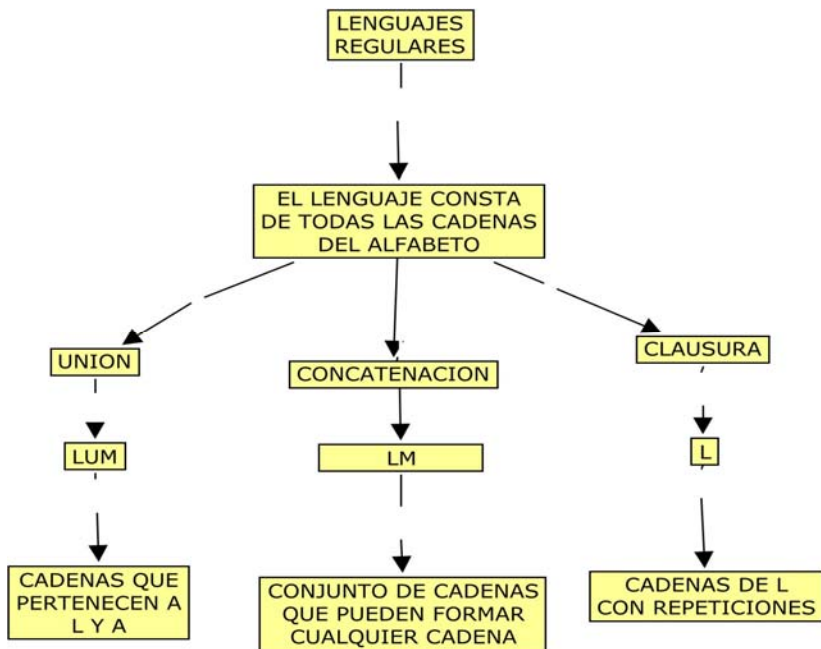 LENGUAJES
REGULARES
EL LENGUAJE CONSTA
DE TODAS LAS CADENAS
DEL ALFABETO
UNION
CONCATENACION
CLAUSURA
LUM
LM
L
CADENAS QUE
PERTENECEN A
L Y A
CONJUNTO DE CADENAS
QUE PUEDEN FORMAR
CUALQUIER CADENA
CADENAS DE L
CON REPETICIONES